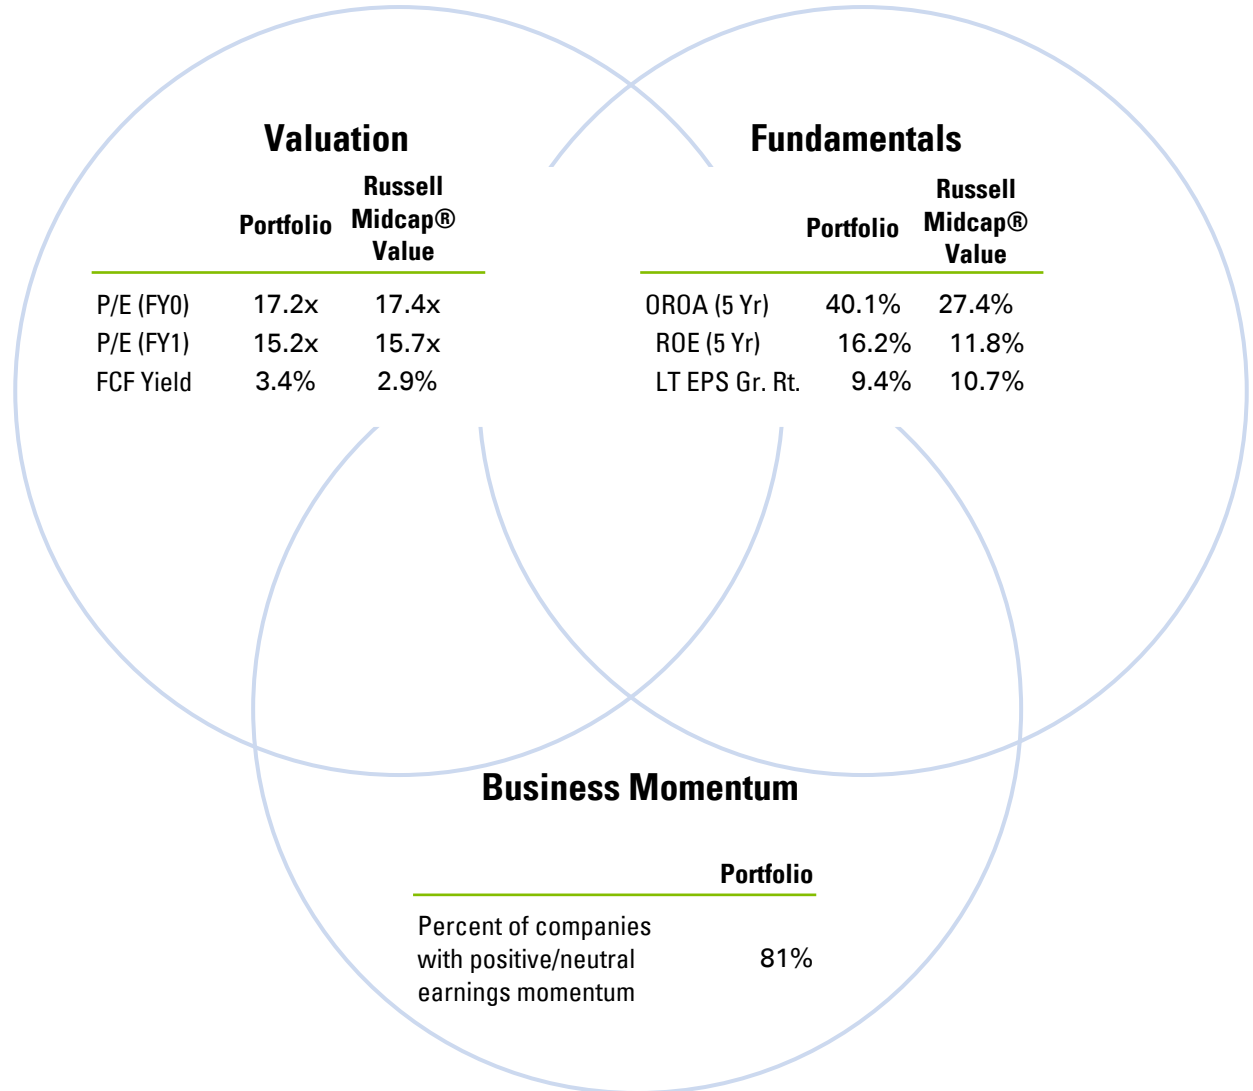 Valuation
Portfolio Russell Midcap® Value
P/E (FY0) 17.2x 17.4x
P/E (FY1) 15.2x 15.7x
FCF Yield 3.4% 2.9%
Fundamentals
Portfolio Russell Midcap® Value
OROA (5 Yr) 40.1% 27.4%
ROE (5 Yr) 16.2% 11.8%
LT EPS Gr. Rt. 9.4% 10.7%
Business Momentum
Portfolio
Percent of companies
with positive/neutral 81%
earnings momentum